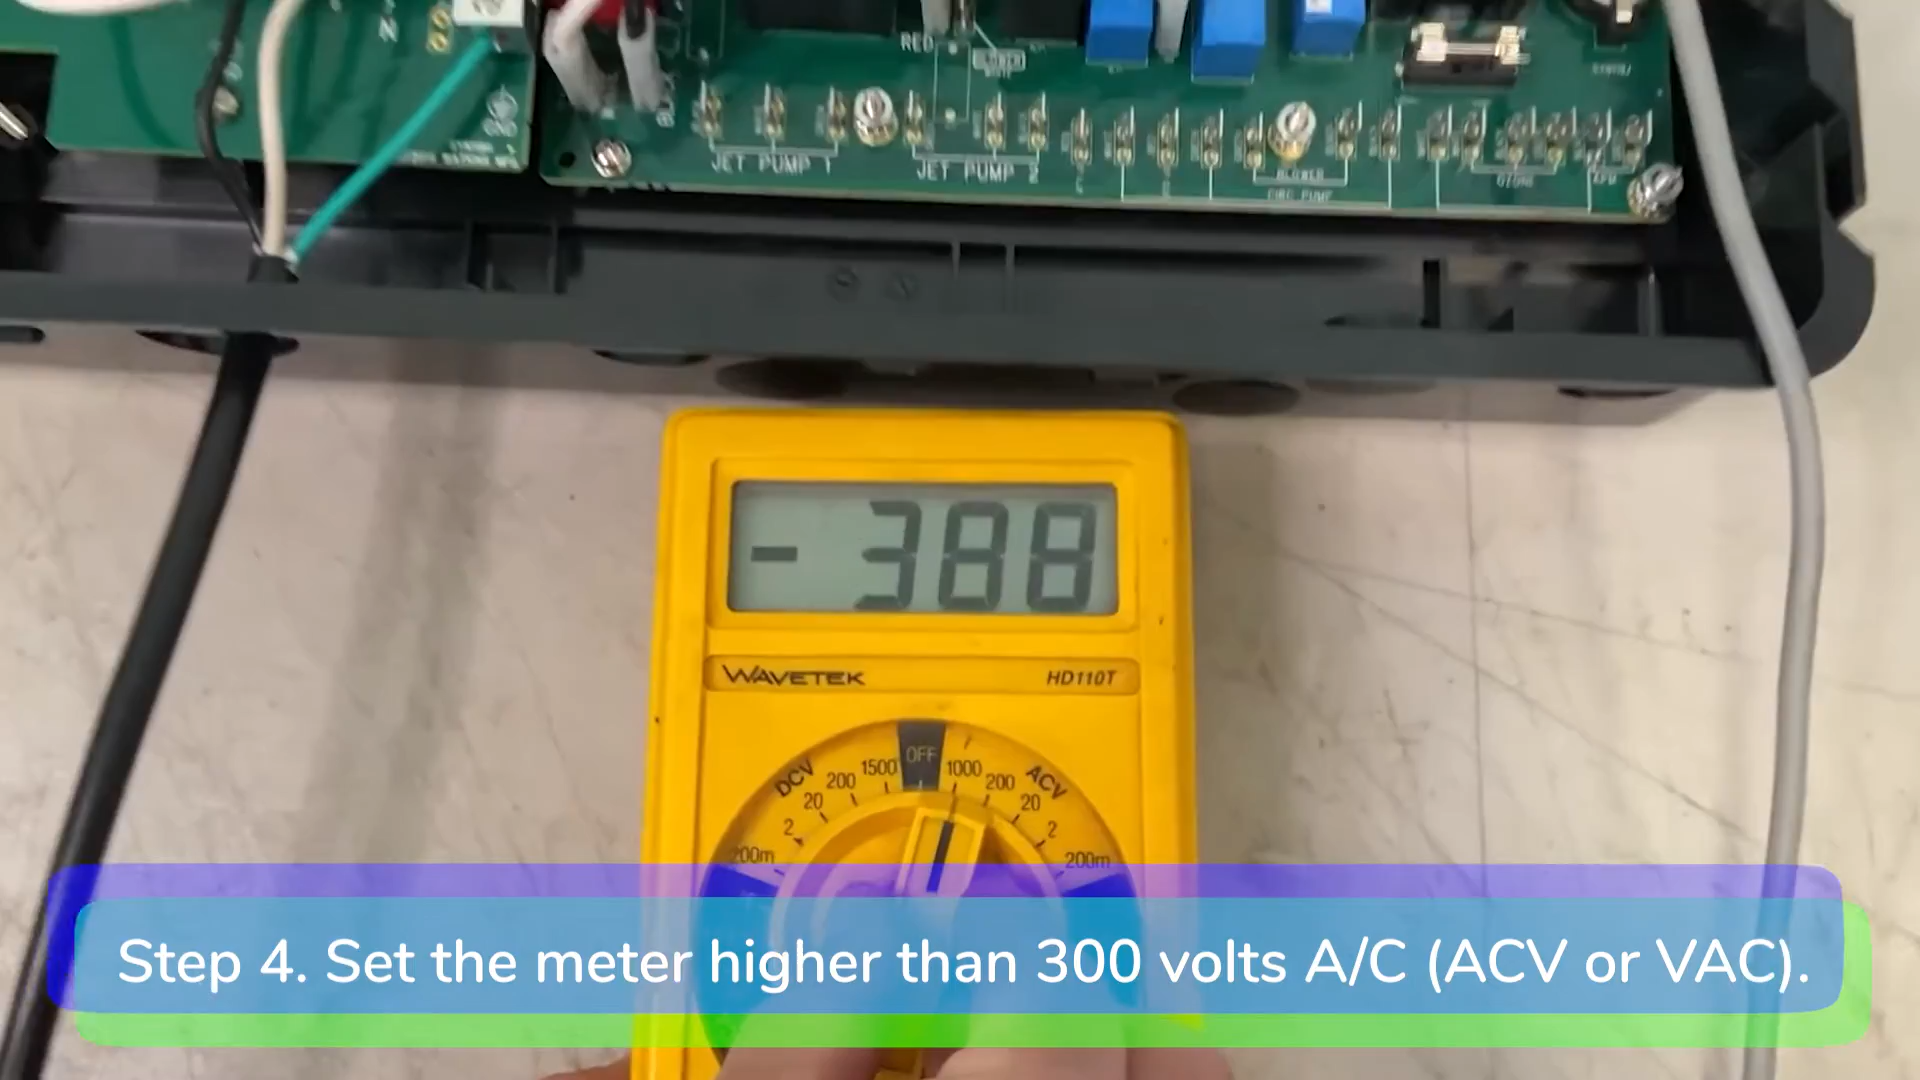 N
GND
RED
BLOWER
JET PUMP 1
JET PUMP 2
BLOWER
CIRC PUMP
OZONE
- 388
WAVETEK HD110T
OFF
DCV 1500 1000 ACV
200 200
20 20
2 2
200m 200m
Step 4. Set the meter higher than 300 volts A/C (ACV or VAC).